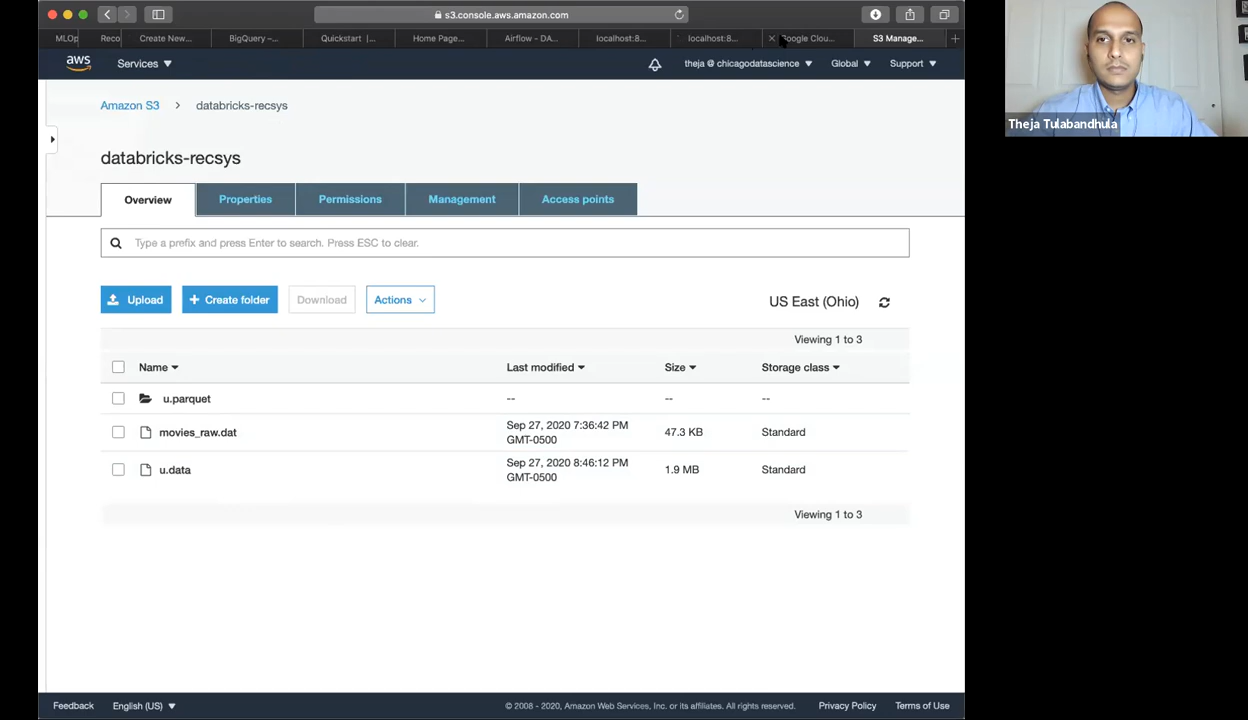 s3.console.aws.amazon.com
MLOp Reco Create New... BigQuery –... Quickstart |... Home Page... Airflow - DA... localhost:8... localhost:8... Google Clou... S3 Manage...
aws Services theja @ chicagodatascience Global Support
Amazon S3 > databricks-recsys
databricks-recsys
Overview Properties Permissions Management Access points
Type a prefix and press Enter to search. Press ESC to clear.
Upload + Create folder Download Actions US East (Ohio)
Viewing 1 to 3
Name Last modified Size Storage class
u.parquet -- -- --
movies_raw.dat Sep 27, 2020 7:36:42 PM GMT-0500 47.3 KB Standard
u.data Sep 27, 2020 8:46:12 PM GMT-0500 1.9 MB Standard
Viewing 1 to 3
Feedback English (US) © 2008 - 2020, Amazon Web Services, Inc. or its affiliates. All rights reserved. Privacy Policy Terms of Use
Theja Tulabandhula